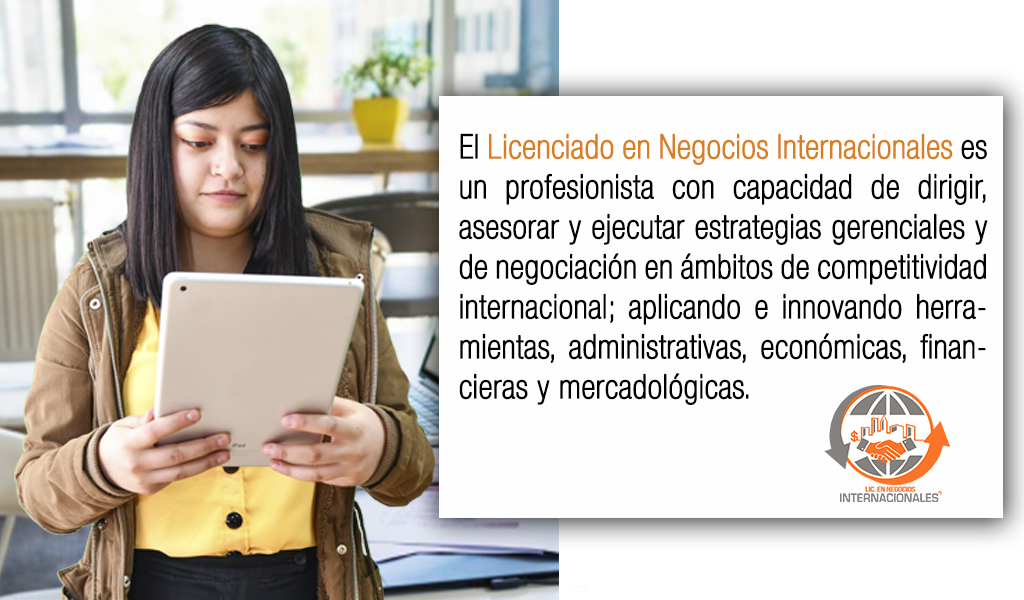 El Licenciado en Negocios Internacionales es
un profesionista con capacidad de dirigir,
asesorar y ejecutar estrategias gerenciales y
de negociación en ámbitos de competitividad
internacional; aplicando e innovando herra-
mientas, administrativas, económicas, finan-
cieras y mercadológicas.
$
LIC. EN NEGOCIOS
INTERNACIONALES®
iPad